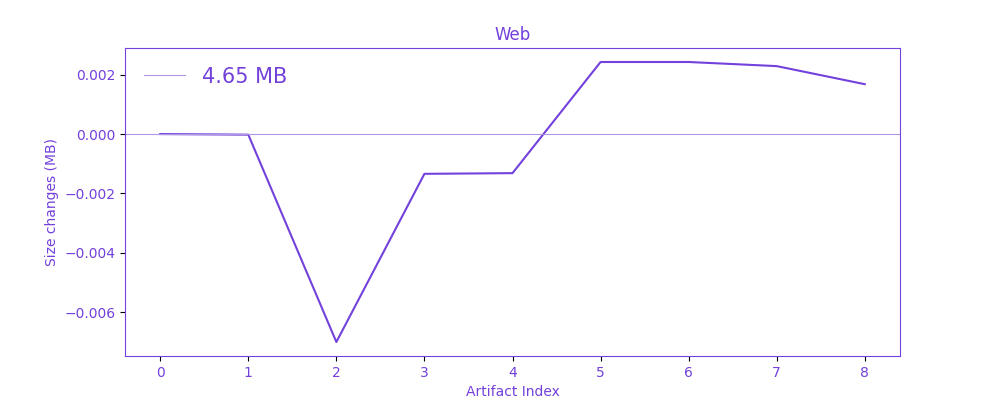 Web
4.65 MB
0.002
0.000
−0.002
−0.004
−0.006
Size changes (MB)
0 1 2 3 4 5 6 7 8
Artifact Index